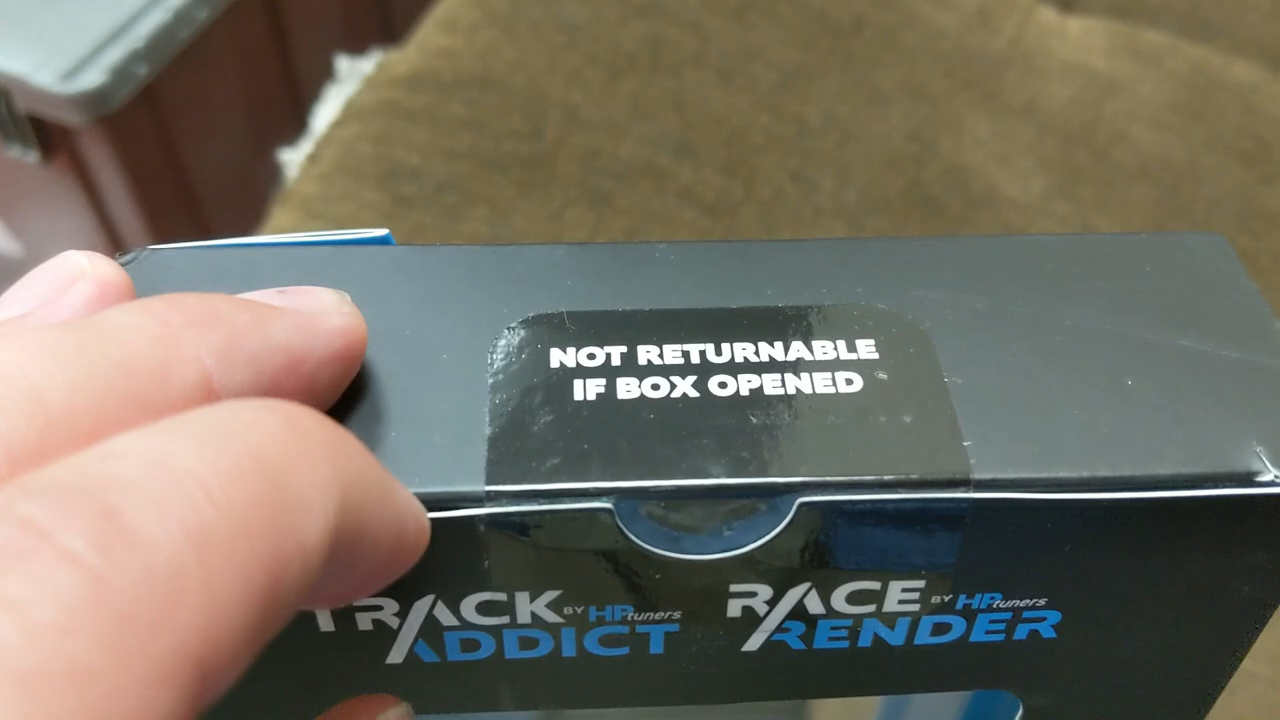 NOT RETURNABLE
IF BOX OPENED
TRACK BY HPtuners
ADDICT
RACE BY HPtuners
RENDER